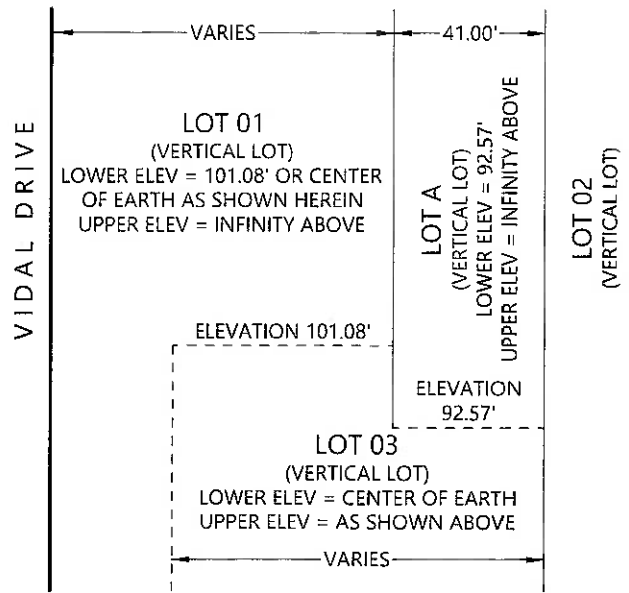 VARIES
41.00'
VIDAL DRIVE
LOT 01
(VERTICAL LOT)
LOWER ELEV = 101.08' OR CENTER
OF EARTH AS SHOWN HEREIN
UPPER ELEV = INFINITY ABOVE
LOT A
(VERTICAL LOT)
LOWER ELEV = 92.57'
UPPER ELEV = INFINITY ABOVE
LOT 02
(VERTICAL LOT)
ELEVATION 101.08'
ELEVATION
92.57'
LOT 03
(VERTICAL LOT)
LOWER ELEV = CENTER OF EARTH
UPPER ELEV = AS SHOWN ABOVE
VARIES